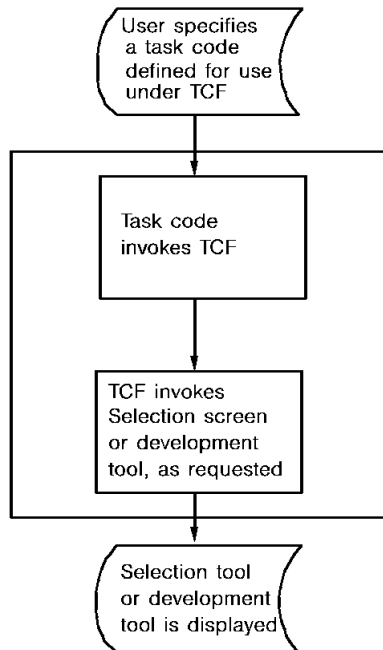 User specifies
a task code
defined for use
under TCF
Task code
invokes TCF
TCF invokes
Selection screen
or development
tool, as requested
Selection tool
or development
tool is displayed